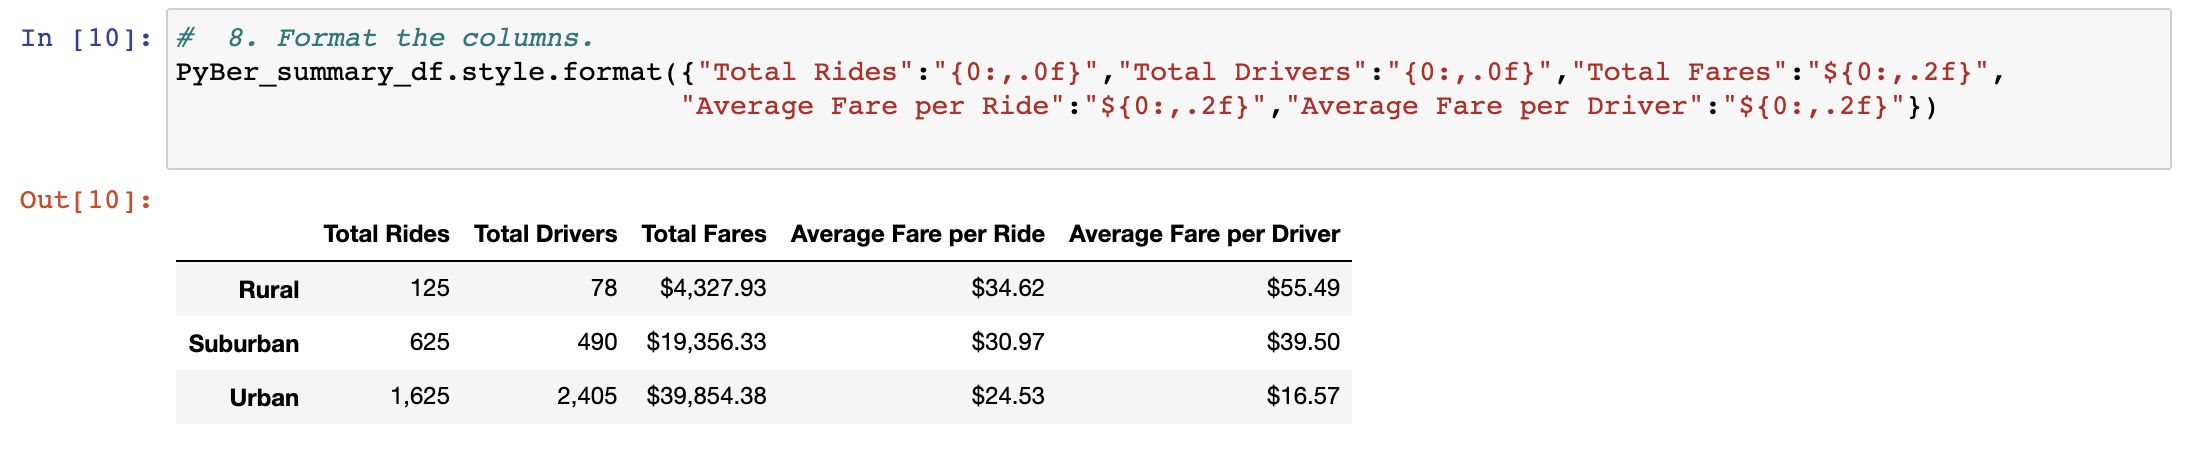 In [10]: #  8. Format the columns.
PyBer_summary_df.style.format({"Total Rides":"{0:,.0f}","Total Drivers":"{0:,.0f}","Total Fares":"${0:,.2f}",
"Average Fare per Ride":"${0:,.2f}","Average Fare per Driver":"${0:,.2f}"})
Out[10]:
Total Rides Total Drivers Total Fares Average Fare per Ride Average Fare per Driver
Rural 125 78 $4,327.93 $34.62 $55.49
Suburban 625 490 $19,356.33 $30.97 $39.50
Urban 1,625 2,405 $39,854.38 $24.53 $16.57